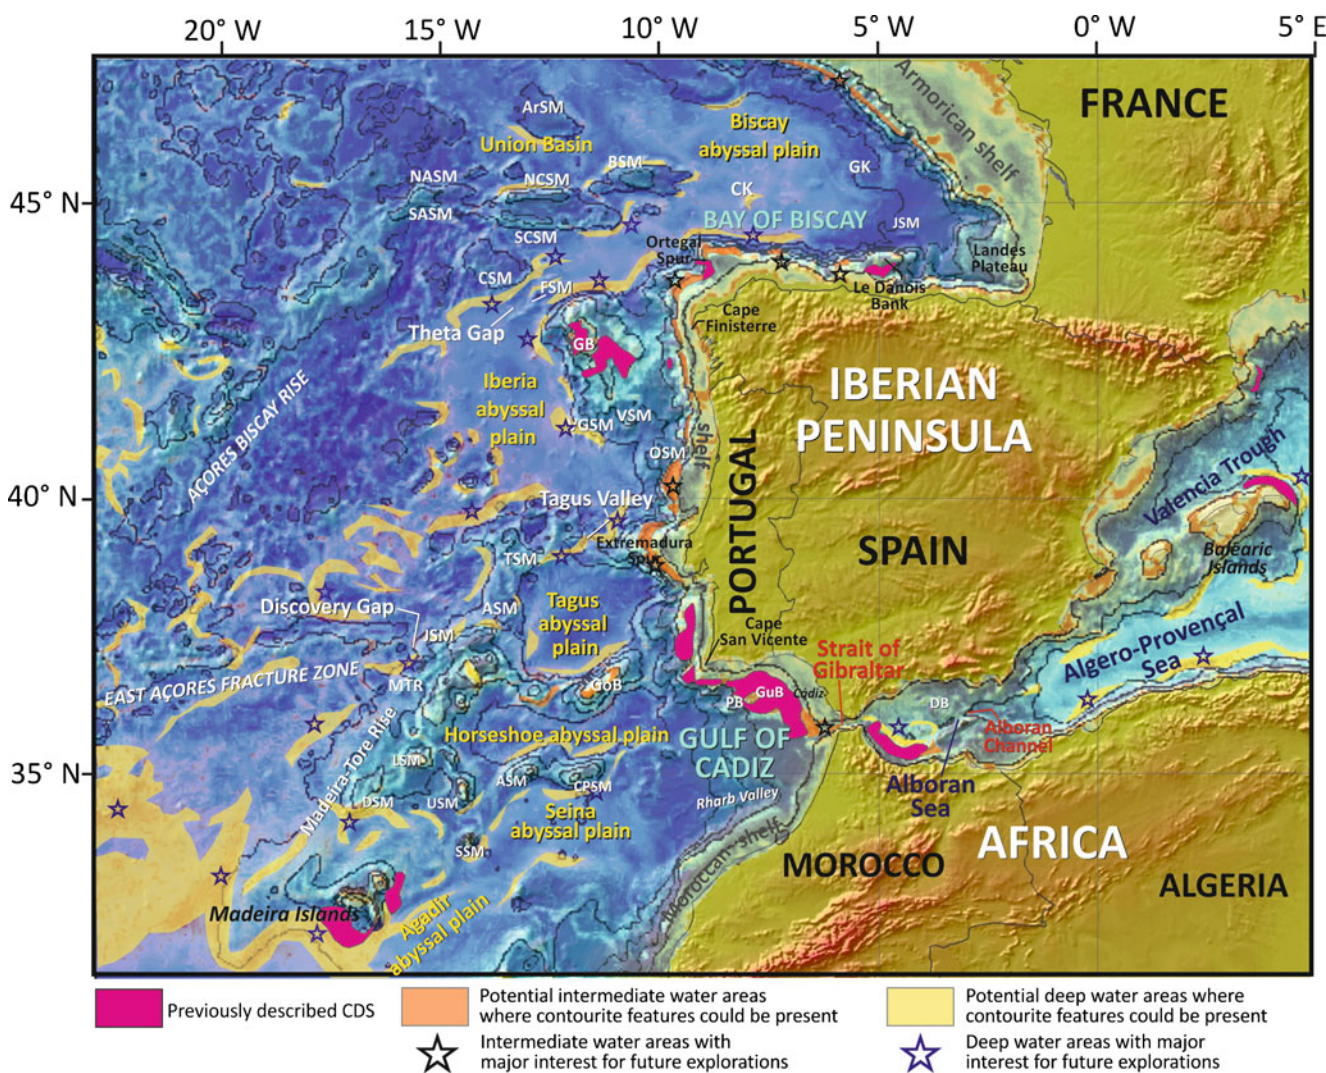 20° W
15° W
10° W
5° W
0° W
5° E
45° N
40° N
35° N
ArSM
Union Basin
Biscay
abyssal plain
Armorican shelf
FRANCE
BSM
NASM
NCSM
GK
CK
SASM
BAY OF BISCAY
JSM
SCSM
Ortegal
Spur
Landes
Plateau
CSM
FSM
Le Danois
Bank
Theta Gap
Cape
Finisterre
GB
AÇORES BISCAY RISE
Iberia
abyssal
plain
IBERIAN
PENINSULA
VSM
GSM
shelf
OSM
PORTUGAL
Valencia Trough
Tagus Valley
Extremadura
Spur
SPAIN
Balearic
Islands
TSM
Discovery Gap
ASM
Tagus
abyssal
plain
JSM
Cape
San Vicente
Strait of
Gibraltar
Algero-Provençal
Sea
EAST AÇORES FRACTURE ZONE
MTR
GoB
PB
GuB
Cádiz
DB
Madeira-Tore Rise
Horseshoe abyssal plain
GULF OF
CADIZ
Alboran
Channel
LSM
ASM
CPSM
Alboran
Sea
DSM
USM
Seina
abyssal plain
Rharb Valley
SSM
Moroccan shelf
MOROCCO
AFRICA
ALGERIA
Madeira Islands
Agadir
abyssal plain
Previously described CDS
Potential intermediate water areas
where contourite features could be present
Potential deep water areas where
contourite features could be present
Intermediate water areas with
major interest for future explorations
Deep water areas with major
interest for future explorations